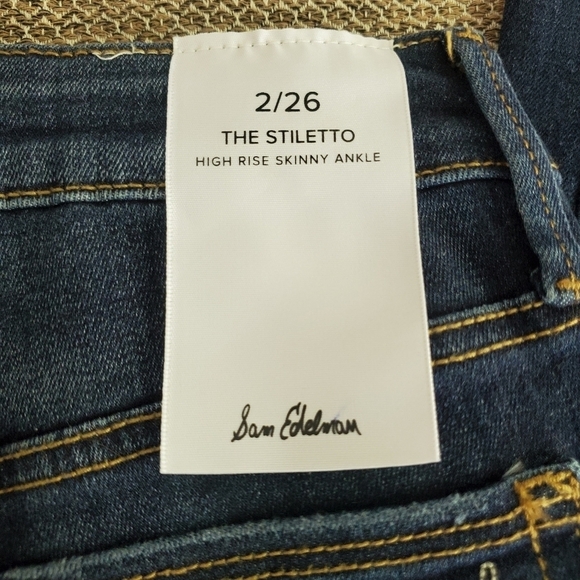 2/26
THE STILETTO
HIGH RISE SKINNY ANKLE
Sam Edelman